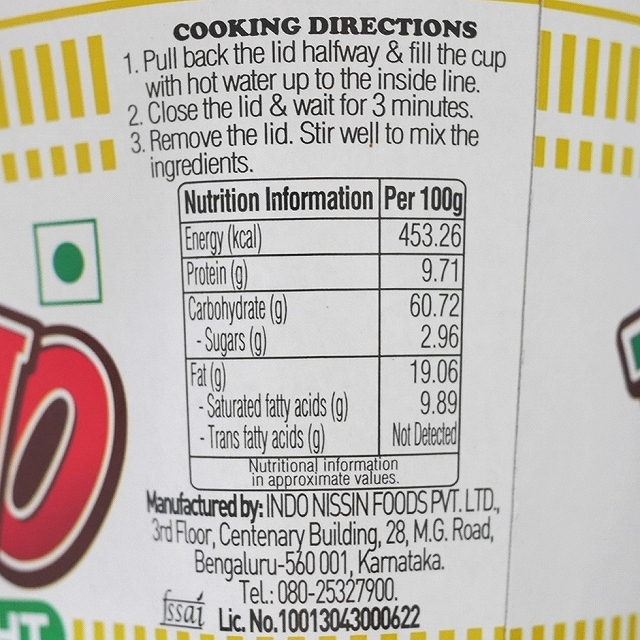 COOKING DIRECTIONS
1. Pull back the lid halfway & fill the cup
with hot water up to the inside line.
2. Close the lid & wait for 3 minutes.
3. Remove the lid. Stir well to mix the
ingredients.
Nutrition Information Per 100g
Energy (kcal) 453.26
Protein (g) 9.71
Carbohydrate (g) 60.72
- Sugars (g) 2.96
Fat (g) 19.06
- Saturated fatty acids (g) 9.89
- Trans fatty acids (g) Not Detected
Nutritional information
in approximate values.
Manufactured by: INDO NISSIN FOODS PVT. LTD.,
3rd Floor, Centenary Building, 28, M.G. Road,
Bengaluru-560 001, Karnataka.
Tel.: 080-25327900.
fssai Lic. No. 10013043000622